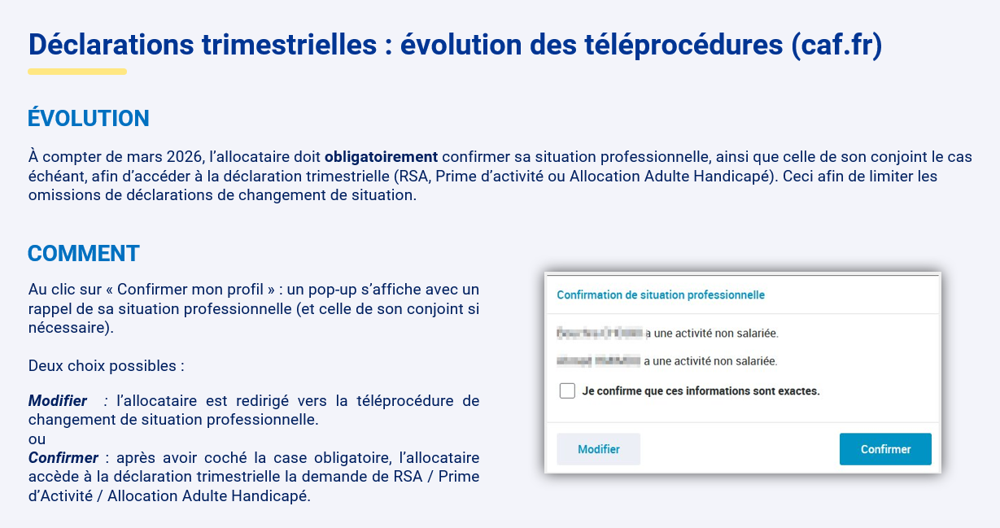 Déclarations trimestrielles : évolution des téléprocédures (caf.fr)
ÉVOLUTION
À compter de mars 2026, l’allocataire doit obligatoirement confirmer sa situation professionnelle, ainsi que celle de son conjoint le cas
échéant, afin d’accéder à la déclaration trimestrielle (RSA, Prime d’activité ou Allocation Adulte Handicapé). Ceci afin de limiter les
omissions de déclarations de changement de situation.
COMMENT
Au clic sur « Confirmer mon profil » : un pop-up s’affiche avec un
rappel de sa situation professionnelle (et celle de son conjoint si
nécessaire).
Deux choix possibles :
Modifier : l’allocataire est redirigé vers la téléprocédure de
changement de situation professionnelle.
ou
Confirmer : après avoir coché la case obligatoire, l’allocataire
accède à la déclaration trimestrielle la demande de RSA / Prime
d’Activité / Allocation Adulte Handicapé.
Confirmation de situation professionnelle
a une activité non salariée.
a une activité non salariée.
Je confirme que ces informations sont exactes.
Modifier
Confirmer